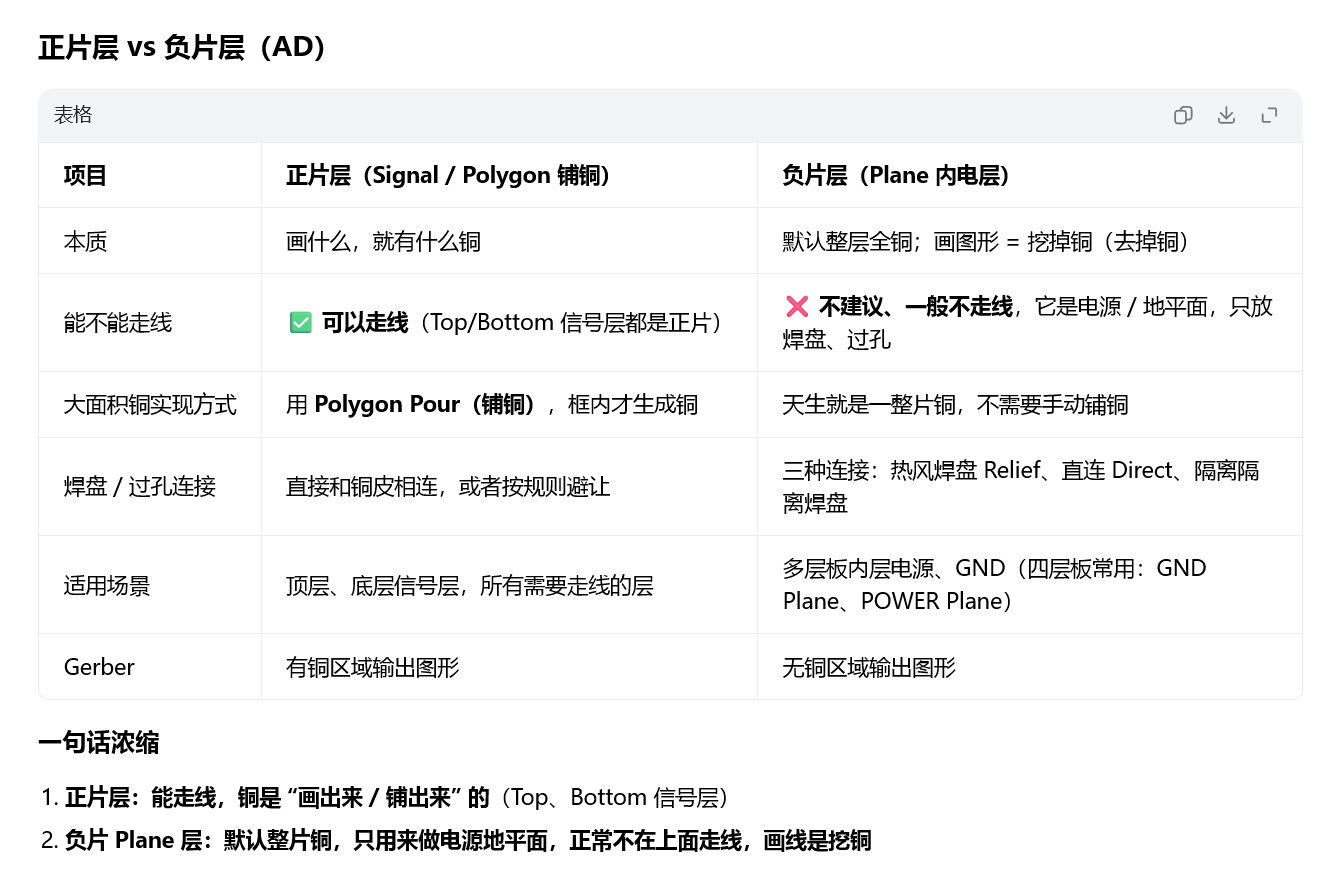 正片层 vs 负片层（AD）
表格
项目
正片层（Signal / Polygon 铺铜）
负片层（Plane 内电层）
本质
画什么，就有什么铜
默认整层全铜；画图形 = 挖掉铜（去掉铜）
能不能走线
✅ 可以走线（Top/Bottom 信号层都是正片）
❌ 不建议、一般不走线，它是电源 / 地平面，只放
焊盘、过孔
大面积铜实现方式
用 Polygon Pour（铺铜），框内才生成铜
天生就是一整片铜，不需要手动铺铜
焊盘 / 过孔连接
直接和铜皮相连，或者按规则避让
三种连接：热风焊盘 Relief、直连 Direct、隔离隔
离焊盘
适用场景
顶层、底层信号层，所有需要走线的层
多层板内层电源、GND（四层板常用：GND
Plane、POWER Plane）
Gerber
有铜区域输出图形
无铜区域输出图形
一句话浓缩
1. 正片层：能走线，铜是 “画出来 / 铺出来” 的（Top、Bottom 信号层）
2. 负片 Plane 层：默认整片铜，只用来做电源地平面，正常不在上面走线，画线是挖铜